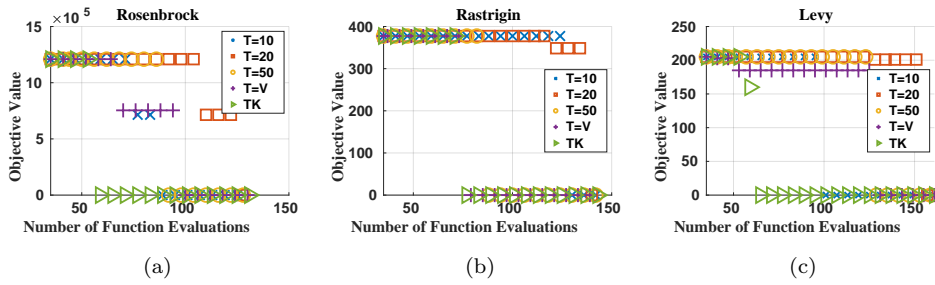 Rosenbrock
× 10 5
15
10
5
0
50
100
150
Objective Value
Number of Function Evaluations
T=10
T=20
T=50
T=V
TK
(a)
Rastrigin
400
300
200
100
0
50
100
150
Objective Value
Number of Function Evaluations
T=10
T=20
T=50
T=V
TK
(b)
Levy
250
200
150
100
50
0
50
100
150
Objective Value
Number of Function Evaluations
T=10
T=20
T=50
T=V
TK
(c)